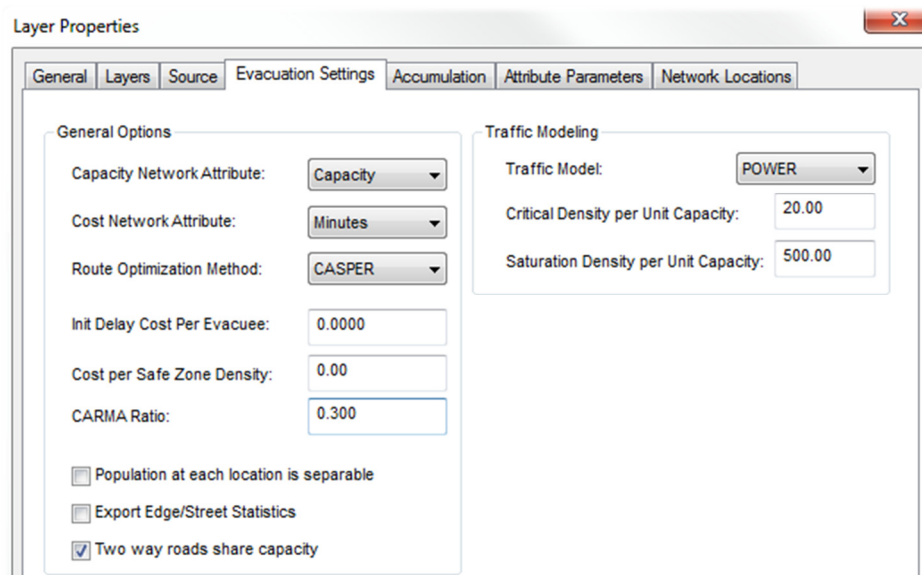 Layer Properties
General Layers Source Evacuation Settings Accumulation Attribute Parameters Network Locations
General Options
Capacity Network Attribute: Capacity
Cost Network Attribute: Minutes
Route Optimization Method: CASPER
Init Delay Cost Per Evacuee: 0.0000
Cost per Safe Zone Density: 0.00
CARMA Ratio: 0.300
Population at each location is separable
Export Edge/Street Statistics
Two way roads share capacity
Traffic Modeling
Traffic Model: POWER
Critical Density per Unit Capacity: 20.00
Saturation Density per Unit Capacity: 500.00